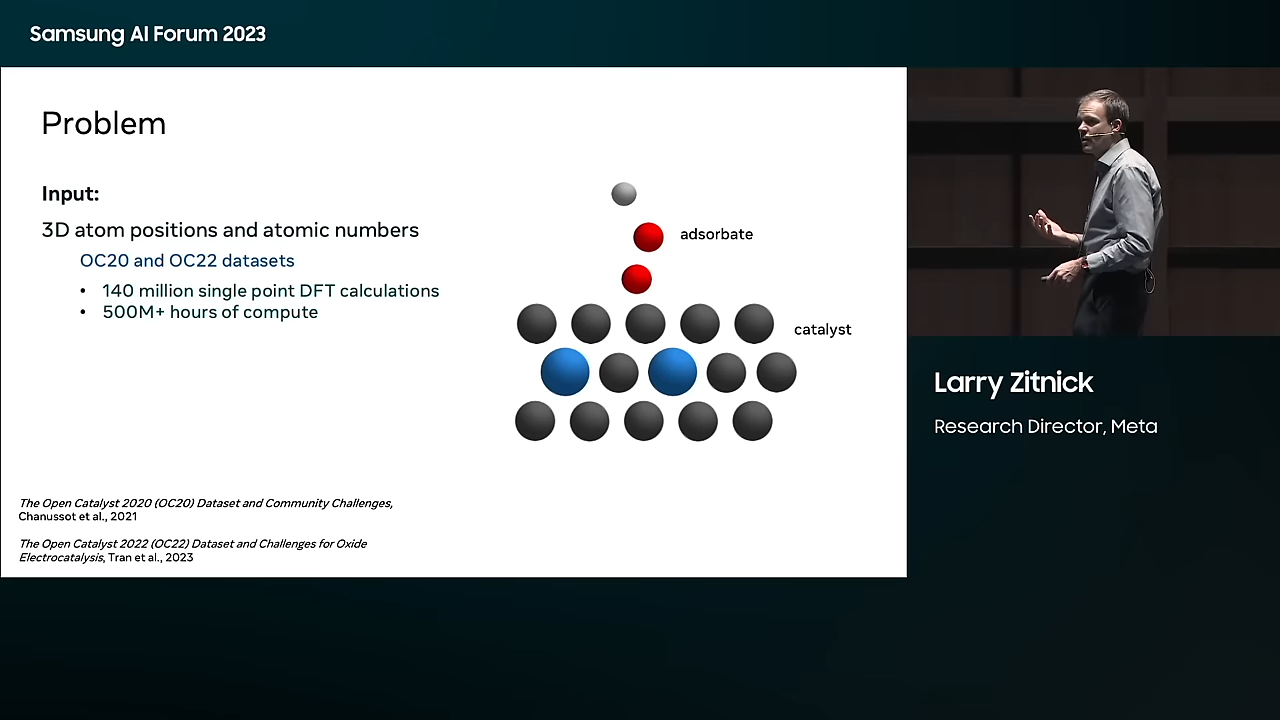 Samsung AI Forum 2023
Problem
Input:
3D atom positions and atomic numbers
OC20 and OC22 datasets
• 140 million single point DFT calculations
• 500M+ hours of compute
adsorbate
catalyst
The Open Catalyst 2020 (OC20) Dataset and Community Challenges,
Chanussot et al., 2021
The Open Catalyst 2022 (OC22) Dataset and Challenges for Oxide
Electrocatalysis, Tran et al., 2023
Larry Zitnick
Research Director, Meta